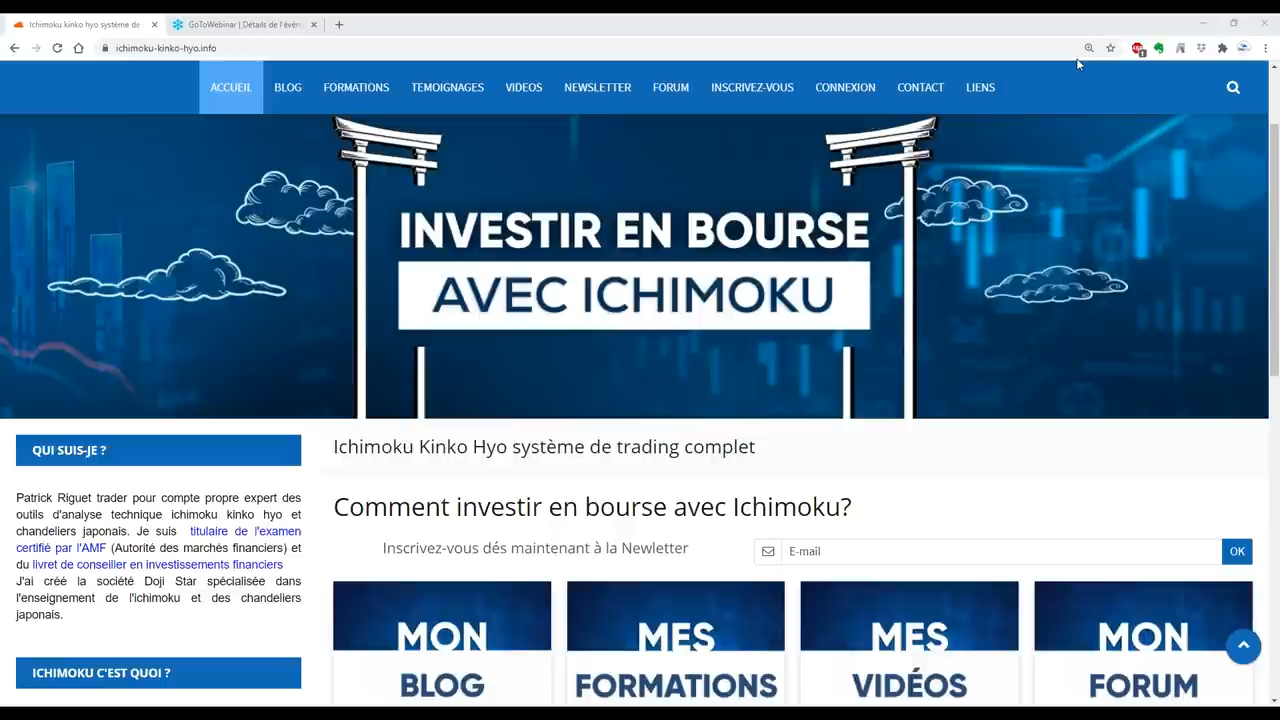 Ichimoku kinko hyo système de
GoToWebinar | Détails de l'évén
ichimoku-kinko-hyo.info
ACCUEIL BLOG FORMATIONS TEMOIGNAGES VIDEOS NEWSLETTER FORUM INSCRIVEZ-VOUS CONNEXION CONTACT LIENS
INVESTIR EN BOURSE
AVEC ICHIMOKU
QUI SUIS-JE ?
Patrick Riguet trader pour compte propre expert des
outils d'analyse technique ichimoku kinko hyo et
chandeliers japonais. Je suis titulaire de l'examen
certifié par l'AMF (Autorité des marchés financiers) et
du livret de conseiller en investissements financiers
J'ai créé la société Doji Star spécialisée dans
l'enseignement de l'ichimoku et des chandeliers
japonais.
ICHIMOKU C'EST QUOI ?
Ichimoku Kinko Hyo système de trading complet
Comment investir en bourse avec Ichimoku?
Inscrivez-vous dés maintenant à la Newletter
E-mail
OK
MON
BLOG
MES
FORMATIONS
MES
VIDÉOS
MON
FORUM